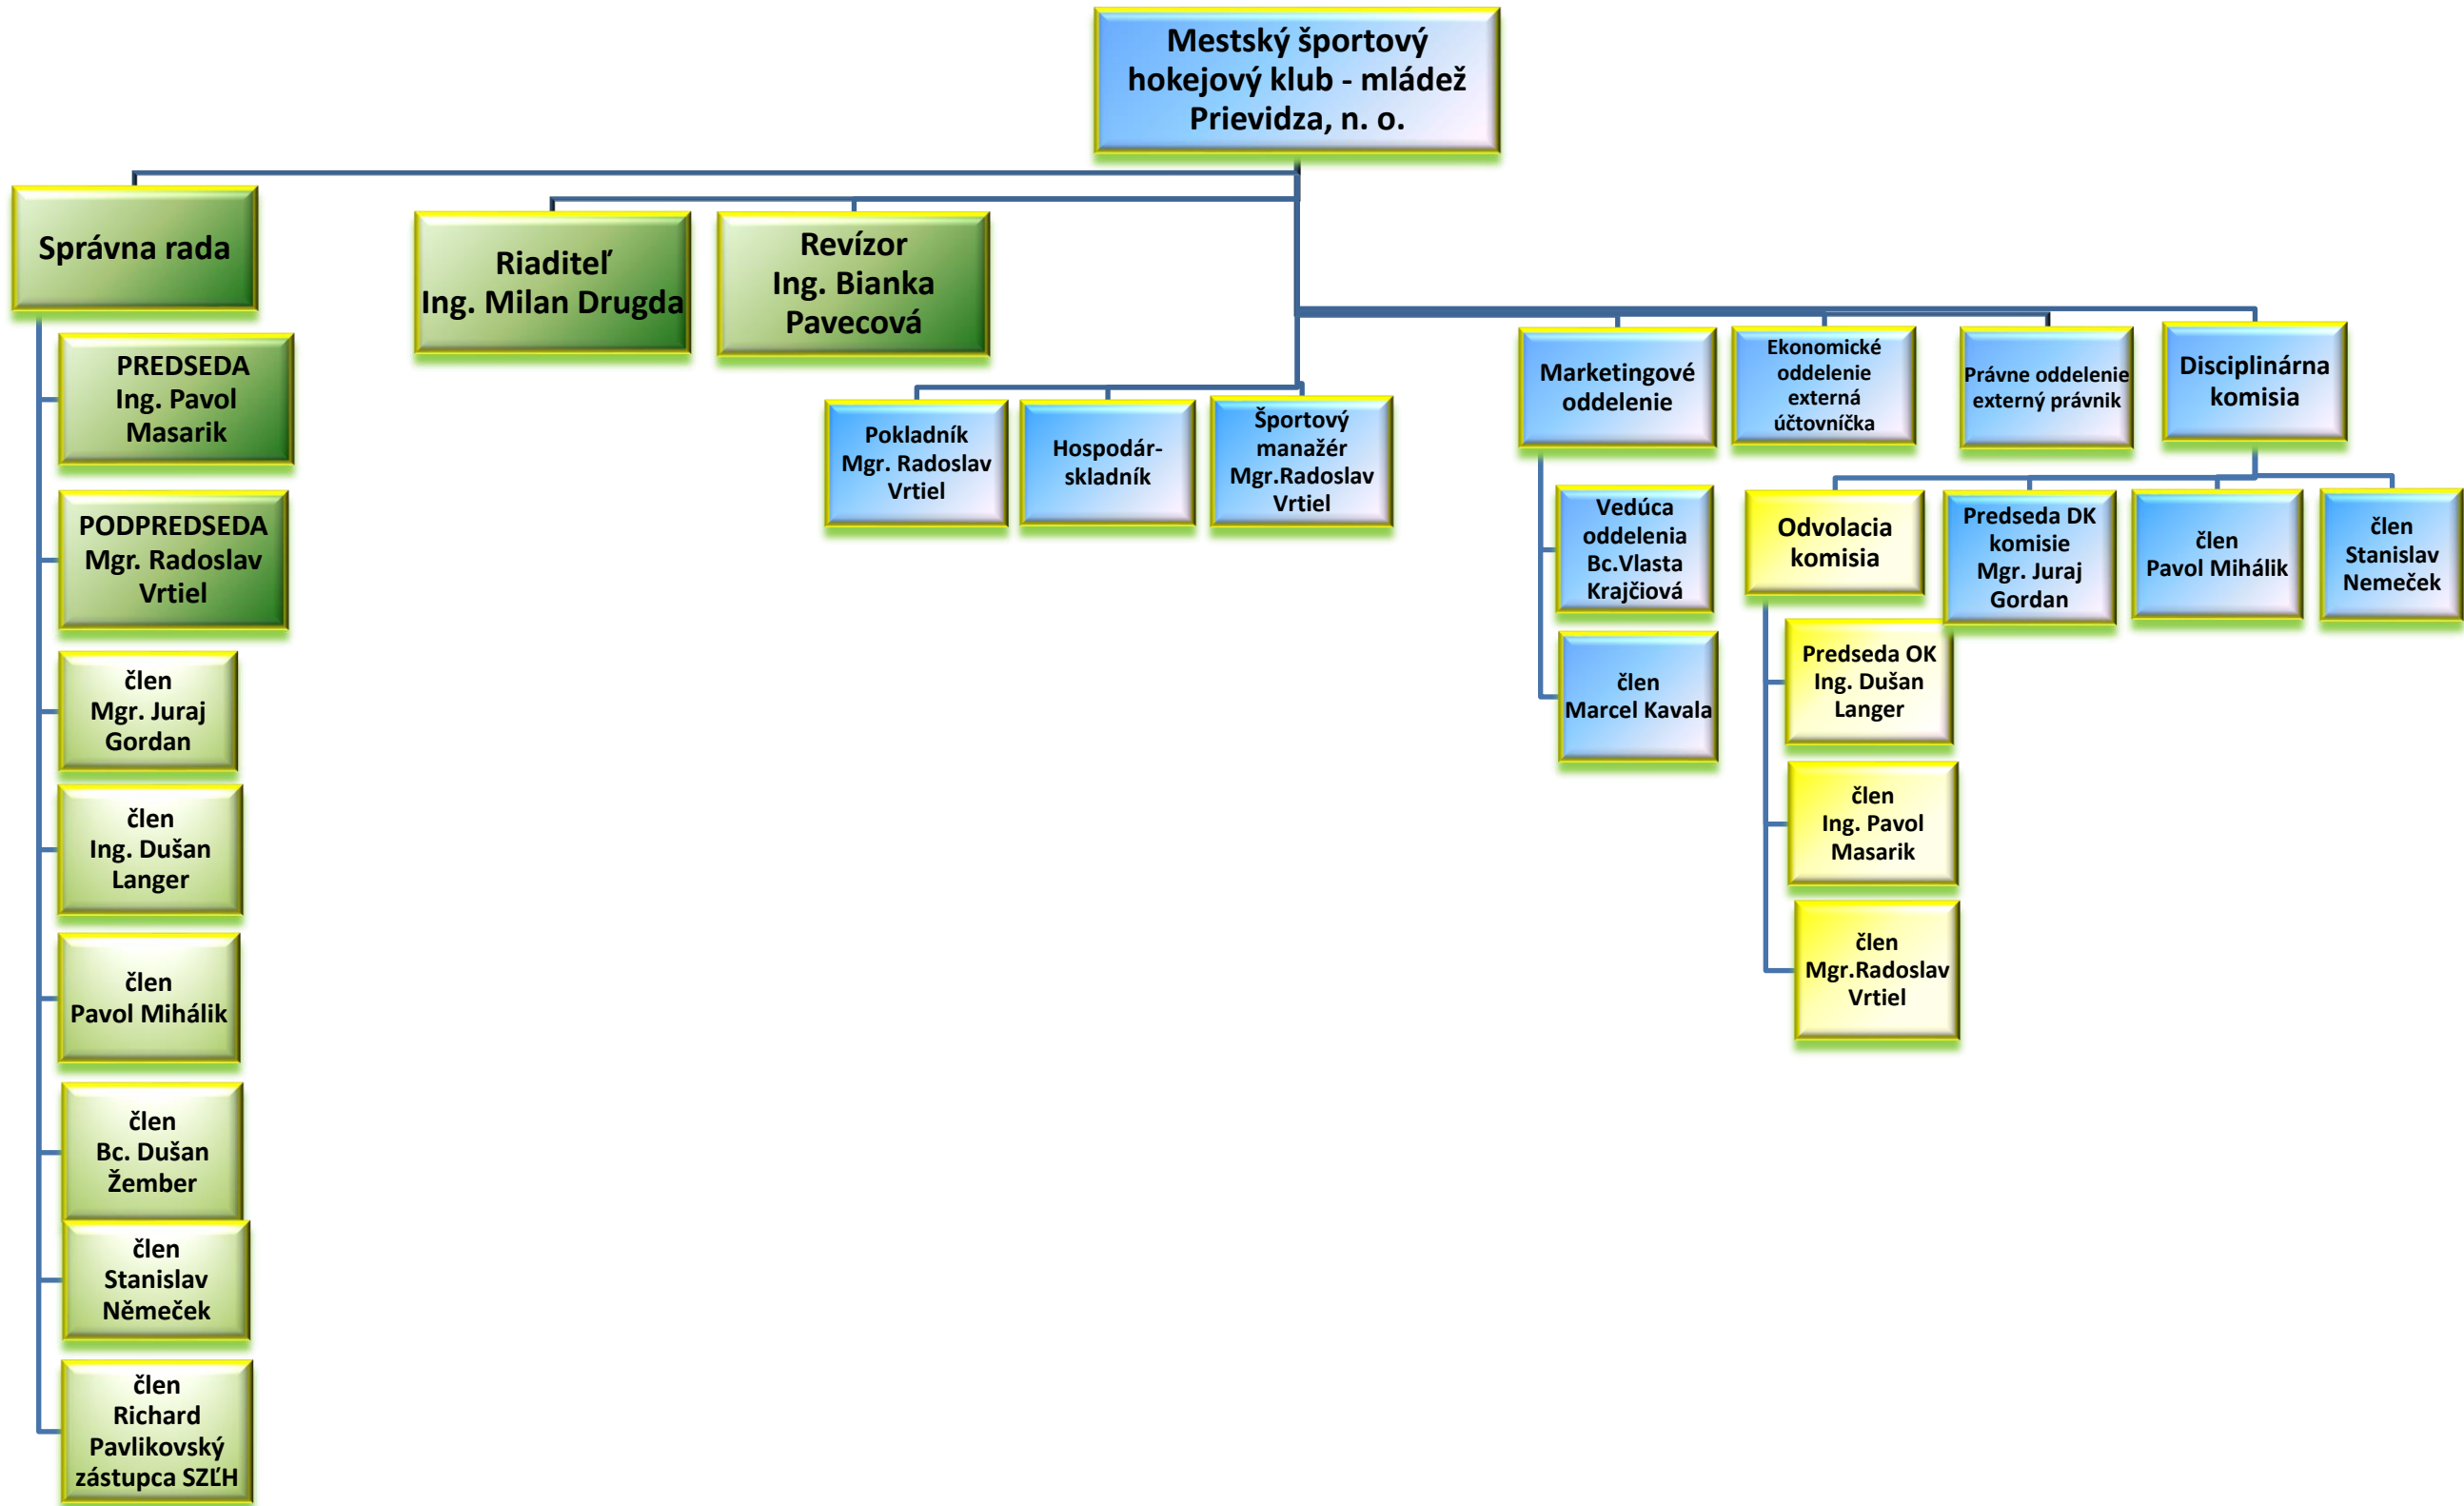 Mestský športový
hokejový klub - mládež
Prievidza, n. o.
Správna rada
Riaditeľ
Ing. Milan Drugda
Revízor
Ing. Bianka
Pavecová
PREDSEDA
Ing. Pavol
Masarik
PODPREDSEDA
Mgr. Radoslav
Vrtiel
člen
Mgr. Juraj
Gordan
člen
Ing. Dušan
Langer
člen
Pavol Mihálik
člen
Bc. Dušan
Žember
člen
Stanislav
Němeček
člen
Richard
Pavlikovský
zástupca SZĽH
Pokladník
Mgr. Radoslav
Vrtiel
Hospodár-
skladník
Športový
manažér
Mgr.Radoslav
Vrtiel
Marketingové
oddelenie
Vedúca
oddelenia
Bc.Vlasta
Krajčiová
člen
Marcel Kavala
Ekonomické
oddelenie
externá
účtovníčka
Právne oddelenie
externý právnik
Disciplinárna
komisia
Odvolacia
komisia
Predseda OK
Ing. Dušan
Langer
člen
Ing. Pavol
Masarik
člen
Mgr.Radoslav
Vrtiel
Predseda DK
komisie
Mgr. Juraj
Gordan
člen
Pavol Mihálik
člen
Stanislav
Nemeček